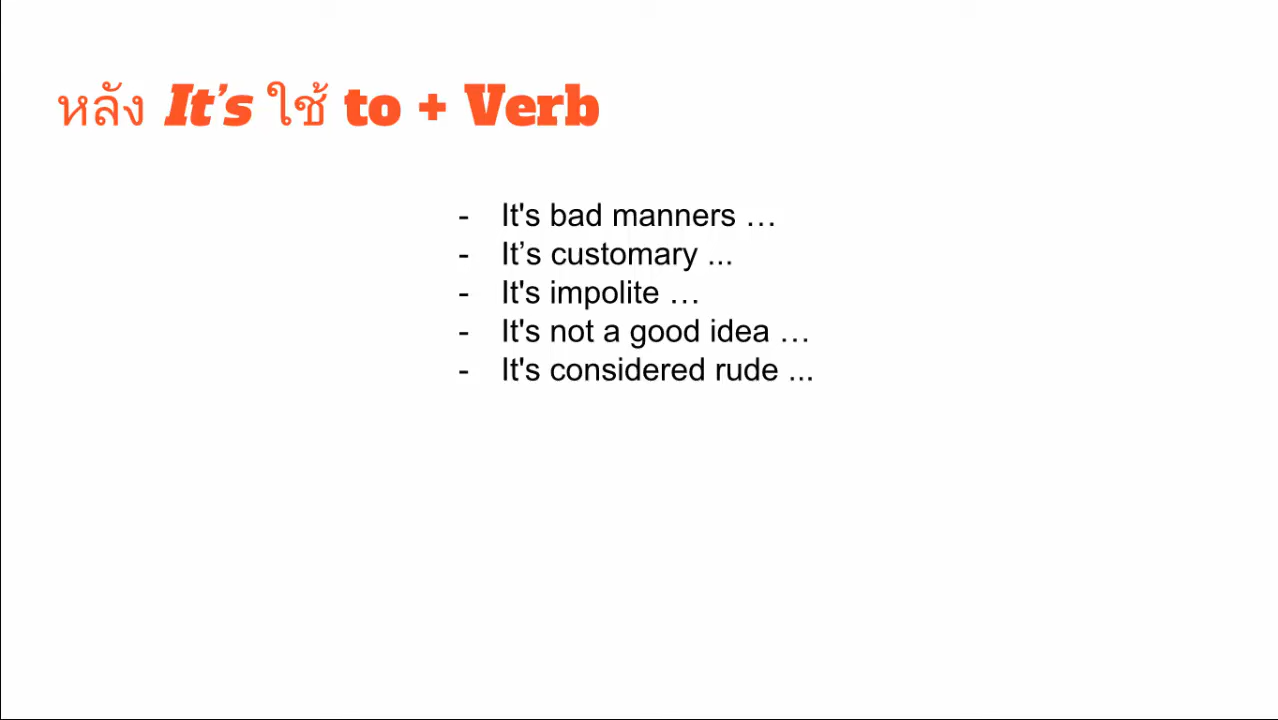 หลัง It’s ใช้ to + Verb
- It's bad manners …
- It’s customary ...
- It's impolite …
- It's not a good idea …
- It's considered rude ...